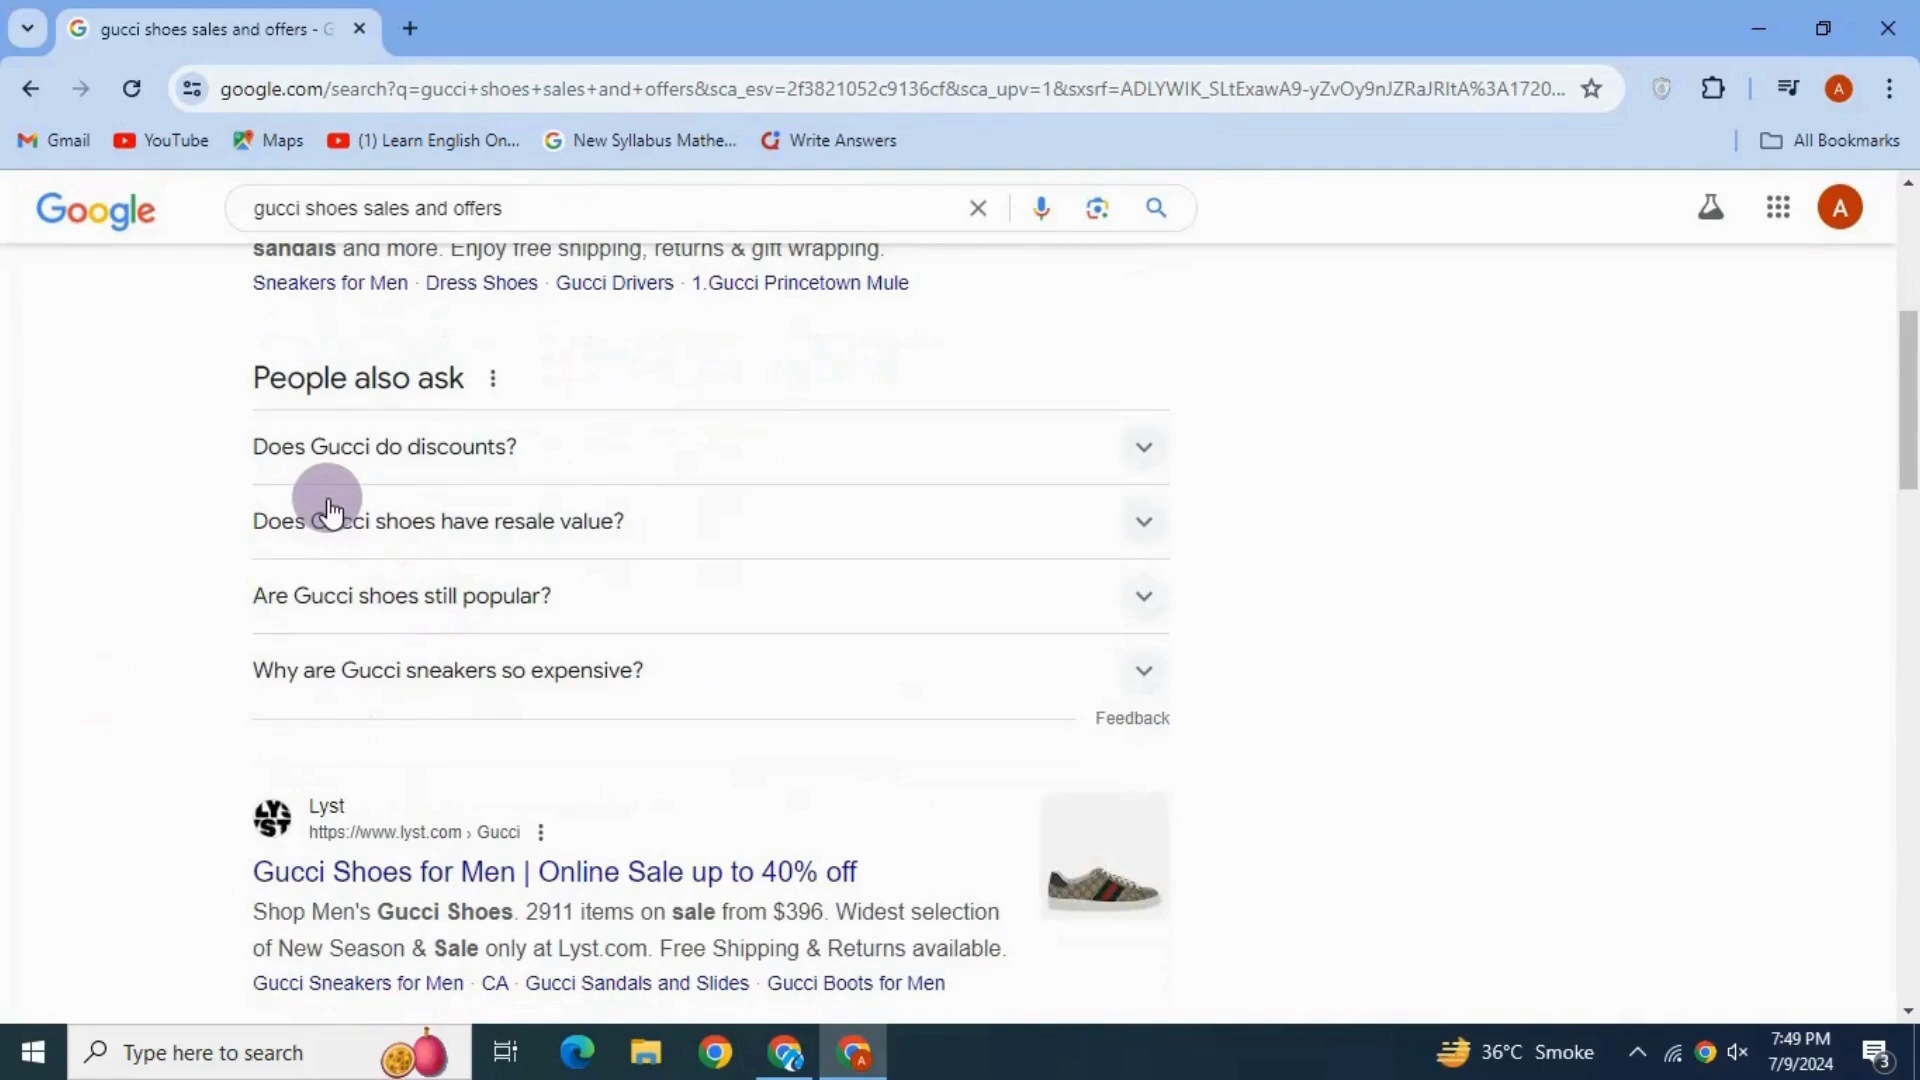 gucci shoes sales and offers - G
google.com/search?q=gucci+shoes+sales+and+offers&sca_esv=2f3821052c9136cf&sca_upv=1&sxsrf=ADLYWIK_SLtExawA9-yZvOy9nJZRaJRltA%3A1720... A
Gmail YouTube Maps (1) Learn English On... New Syllabus Mathe... Write Answers All Bookmarks
Google gucci shoes sales and offers A
sandals and more. Enjoy free shipping, returns & gift wrapping.
Sneakers for Men · Dress Shoes · Gucci Drivers · 1.Gucci Princetown Mule
People also ask
Does Gucci do discounts?
Does Gucci shoes have resale value?
Are Gucci shoes still popular?
Why are Gucci sneakers so expensive?
Feedback
LYST Lyst
https://www.lyst.com › Gucci
Gucci Shoes for Men | Online Sale up to 40% off
Shop Men's Gucci Shoes. 2911 items on sale from $396. Widest selection
of New Season & Sale only at Lyst.com. Free Shipping & Returns available.
Gucci Sneakers for Men · CA · Gucci Sandals and Slides · Gucci Boots for Men
Type here to search A 36°C Smoke 7:49 PM
7/9/2024 3